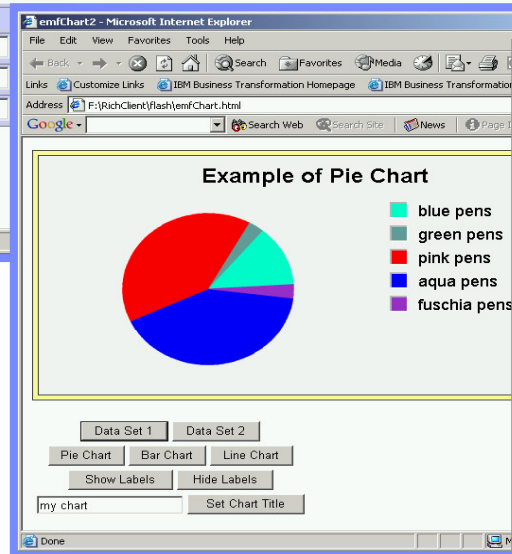 emfChart2 - Microsoft Internet Explorer
File Edit View Favorites Tools Help
Back Search Favorites Media
Links Customize Links IBM Business Transformation Homepage IBM Business Transformation
Address F:\RichClient\flash\emfChart.html
Google Search Web Search Site News Page I
Example of Pie Chart
blue pens
green pens
pink pens
aqua pens
fuschia pens
Data Set 1 Data Set 2
Pie Chart Bar Chart Line Chart
Show Labels Hide Labels
my chart Set Chart Title
Done M